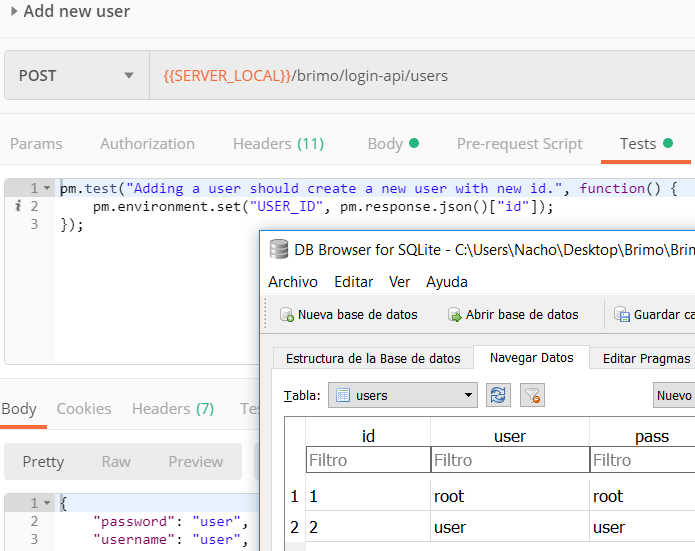 Add new user
POST {{SERVER_LOCAL}}/brimo/login-api/users
Params Authorization Headers (11) Body Pre-request Script Tests
1 pm.test("Adding a user should create a new user with new id.", function() {
i 2 pm.environment.set("USER_ID", pm.response.json()["id"]);
3 });
DB Browser for SQLite - C:\Users\Nacho\Desktop\Brimo\Brim
Archivo Editar Ver Ayuda
Nueva base de datos Abrir base de datos Guardar ca
Estructura de la Base de datos Navegar Datos Editar Pragmas
Tabla: users Nuevo
id user pass
Filtro Filtro Filtro
1 1 root root
2 2 user user
Body Cookies Headers (7) Te
Pretty Raw Preview
1 {
2 "password": "user",
3 "username": "user",